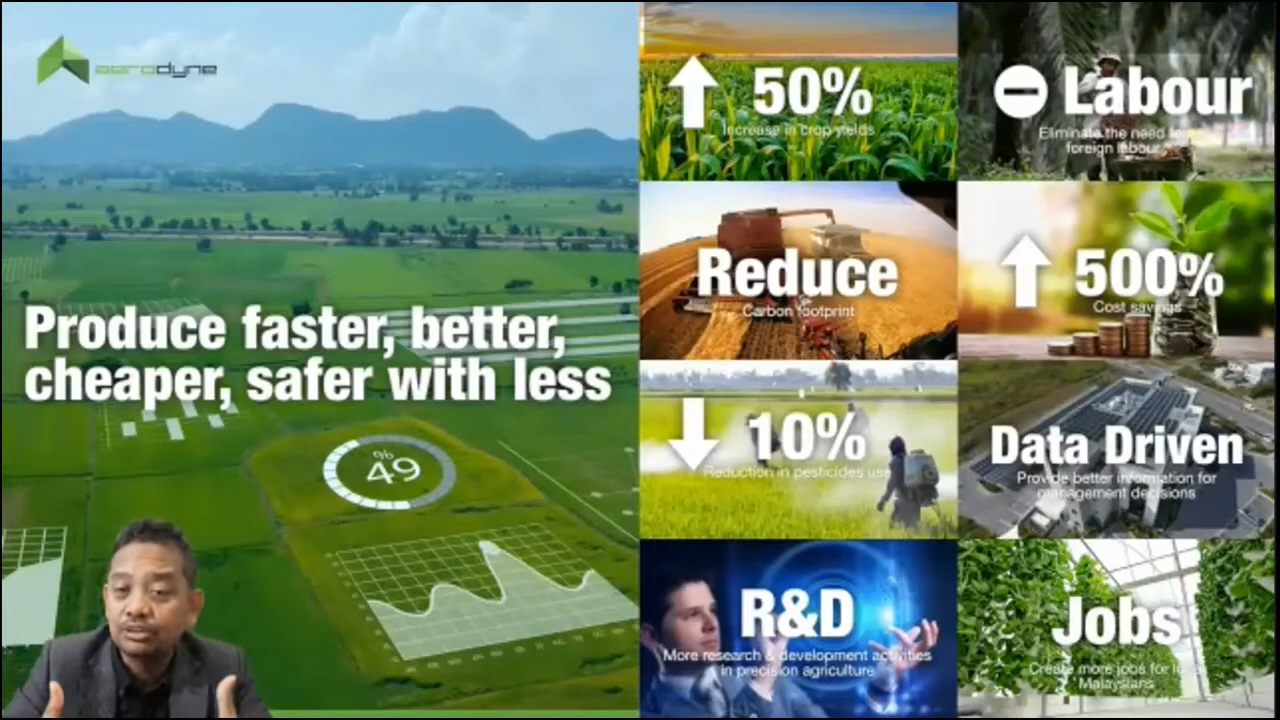 aerodyne
Produce faster, better,
cheaper, safer with less
%
49
50%
Increase in crop yields
Labour
Eliminate the need for
foreign labour
Reduce
Carbon footprint
500%
Cost savings
10%
Reduction in pesticides use
Data Driven
Provide better information for
management decisions
R&D
More research & development activities
in precision agriculture
Jobs
Create more jobs for
Malaysians